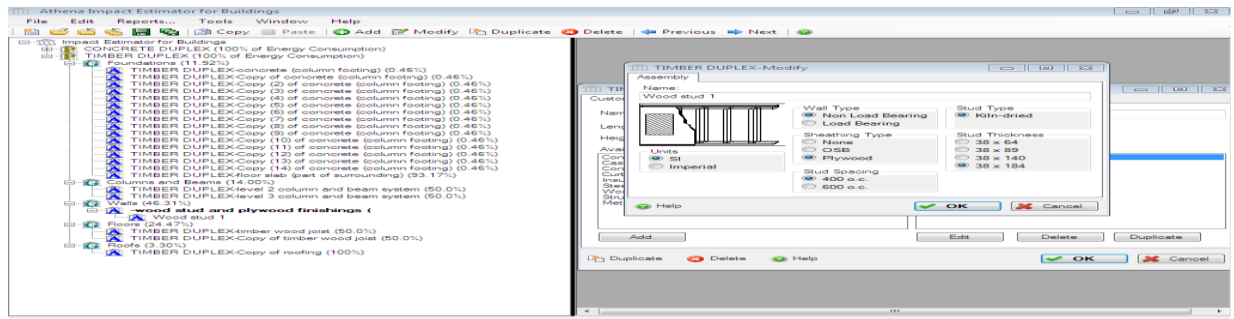 Athena Impact Estimator for Buildings
File Edit Reports... Tools Window Help
Copy Paste Add Modify Duplicate Delete Previous Next
Impact Estimator for Buildings
CONCRETE DUPLEX (100% of Energy Consumption)
TIMBER DUPLEX (100% of Energy Consumption)
Foundations (11.92%)
TIMBER DUPLEX-concrete (column footing) (0.46%)
TIMBER DUPLEX-Copy of concrete (column footing) (0.46%)
TIMBER DUPLEX-Copy (2) of concrete (column footing) (0.46%)
TIMBER DUPLEX-Copy (3) of concrete (column footing) (0.46%)
TIMBER DUPLEX-Copy (4) of concrete (column footing) (0.46%)
TIMBER DUPLEX-Copy (5) of concrete (column footing) (0.46%)
TIMBER DUPLEX-Copy (6) of concrete (column footing) (0.46%)
TIMBER DUPLEX-Copy (7) of concrete (column footing) (0.46%)
TIMBER DUPLEX-Copy (8) of concrete (column footing) (0.46%)
TIMBER DUPLEX-Copy (9) of concrete (column footing) (0.46%)
TIMBER DUPLEX-Copy (10) of concrete (column footing) (0.46%)
TIMBER DUPLEX-Copy (11) of concrete (column footing) (0.46%)
TIMBER DUPLEX-Copy (12) of concrete (column footing) (0.46%)
TIMBER DUPLEX-Copy (13) of concrete (column footing) (0.46%)
TIMBER DUPLEX-Copy (14) of concrete (column footing) (0.46%)
TIMBER DUPLEX-floor slab (part of surrounding) (93.17%)
Columns and Beams (14.00%)
TIMBER DUPLEX-level 2 column and beam system (50.0%)
TIMBER DUPLEX-level 3 column and beam system (50.0%)
Walls (46.31%)
-wood stud and plywood finishings (
Wood stud 1
Floors (24.47%)
TIMBER DUPLEX-timber wood joist (50.0%)
TIMBER DUPLEX-Copy of timber wood joist (50.0%)
Roofs (3.30%)
TIMBER DUPLEX-Copy of roofing (100%)
TIMBER DUPLEX-Modify
Assembly
Name:
Wood stud 1
Wall Type
Non Load Bearing
Load Bearing
Stud Type
Kiln-dried
Sheathing Type
None
OSB
Plywood
Stud Thickness
38 x 64
38 x 89
38 x 140
38 x 184
Units
SI
Imperial
Stud Spacing
400 o.c.
600 o.c.
Help OK Cancel
Add Edit Delete Duplicate
Duplicate Delete Help OK Cancel